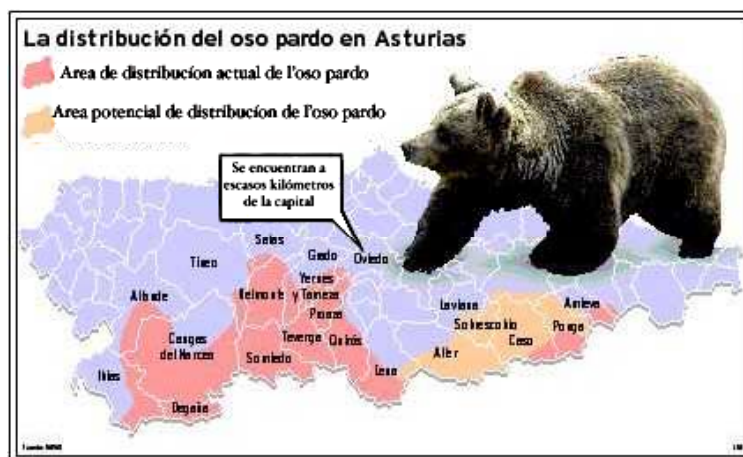 La distribución del oso pardo en Asturias
Area de distribucíon actual de l'oso pardo
Area potencial de distribucíon de l'oso pardo
Se encuentran a
escasos kilómetros
de la capital
Salas
Grado
Oviedo
Tineo
Allande
Belmonte
Yernes
y Tameza
Proaza
Laviana
Amieva
Sobrescobio
Cangas
del Narcea
Teverga
Quirós
Caso
Ponga
Somiedo
Aller
Lena
Ibias
Degaña